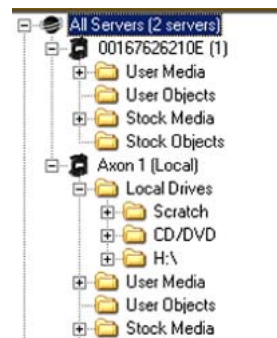 All Servers (2 servers)
00167626210E (1)
User Media
User Objects
Stock Media
Stock Objects
Axon 1 (Local)
Local Drives
Scratch
CD/DVD
H:\
User Media
User Objects
Stock Media